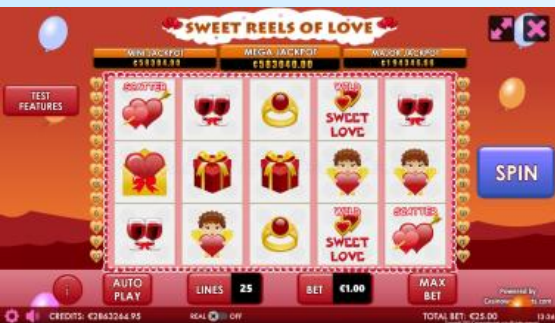 SWEET REELS OF LOVE
MINI JACKPOT
MEGA JACKPOT
MAJOR JACKPOT
€583040.00
TEST
FEATURES
SCATTER
WILD
SWEET
LOVE
SPIN
WILD
SWEET
LOVE
SCATTER
AUTO
PLAY
LINES 25
BET €1.00
MAX
BET
Powered by
CREDITS: €2863264.95
REAL OFF
TOTAL BET: €25.00